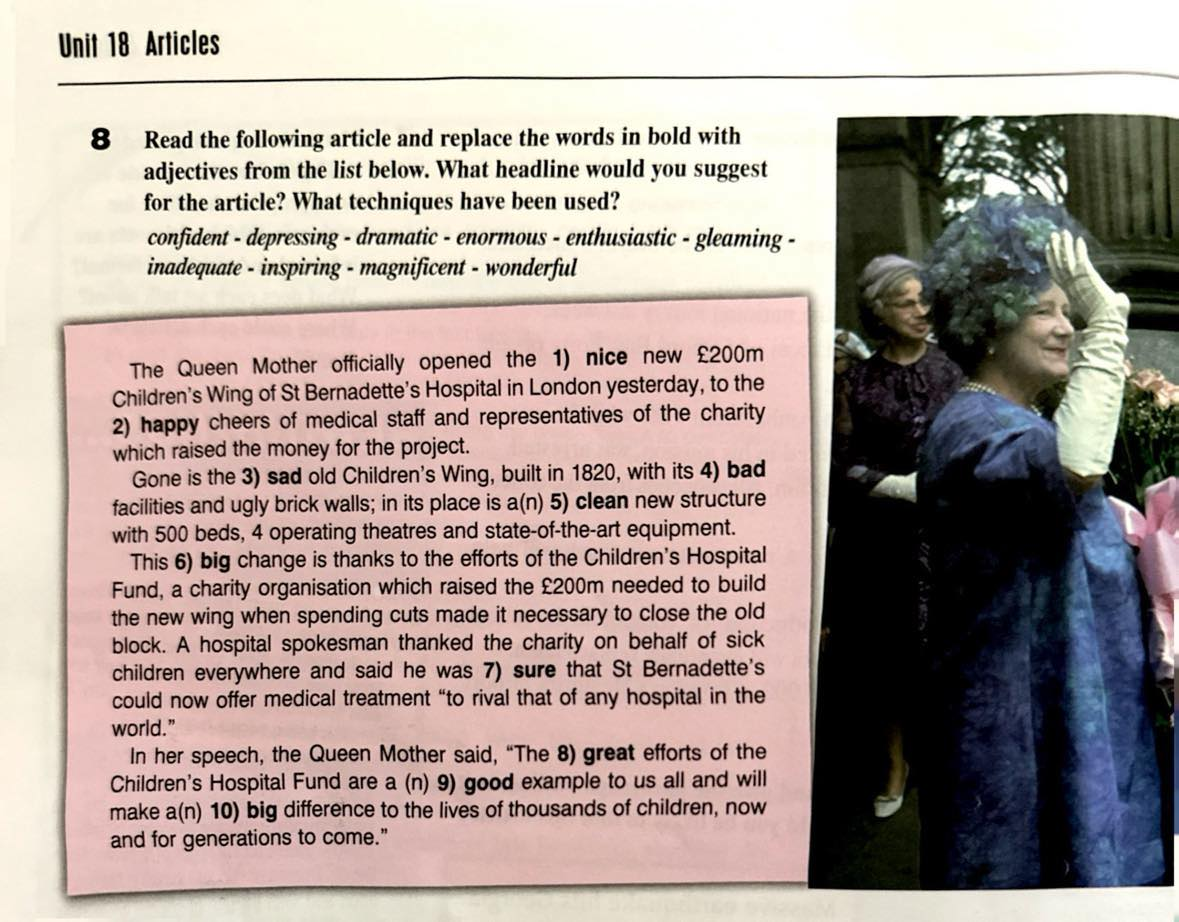 Unit 18 Articles
8 Read the following article and replace the words in bold with
adjectives from the list below. What headline would you suggest
for the article? What techniques have been used?
confident - depressing - dramatic - enormous - enthusiastic - gleaming -
inadequate - inspiring - magnificent - wonderful
The Queen Mother officially opened the 1) nice new £200m
Children's Wing of St Bernadette's Hospital in London yesterday, to the
2) happy cheers of medical staff and representatives of the charity
which raised the money for the project.
Gone is the 3) sad old Children's Wing, built in 1820, with its 4) bad
facilities and ugly brick walls; in its place is a(n) 5) clean new structure
with 500 beds, 4 operating theatres and state-of-the-art equipment.
This 6) big change is thanks to the efforts of the Children's Hospital
Fund, a charity organisation which raised the £200m needed to build
the new wing when spending cuts made it necessary to close the old
block. A hospital spokesman thanked the charity on behalf of sick
children everywhere and said he was 7) sure that St Bernadette's
could now offer medical treatment "to rival that of any hospital in the
world."
In her speech, the Queen Mother said, "The 8) great efforts of the
Children's Hospital Fund are a (n) 9) good example to us all and will
make a(n) 10) big difference to the lives of thousands of children, now
and for generations to come."